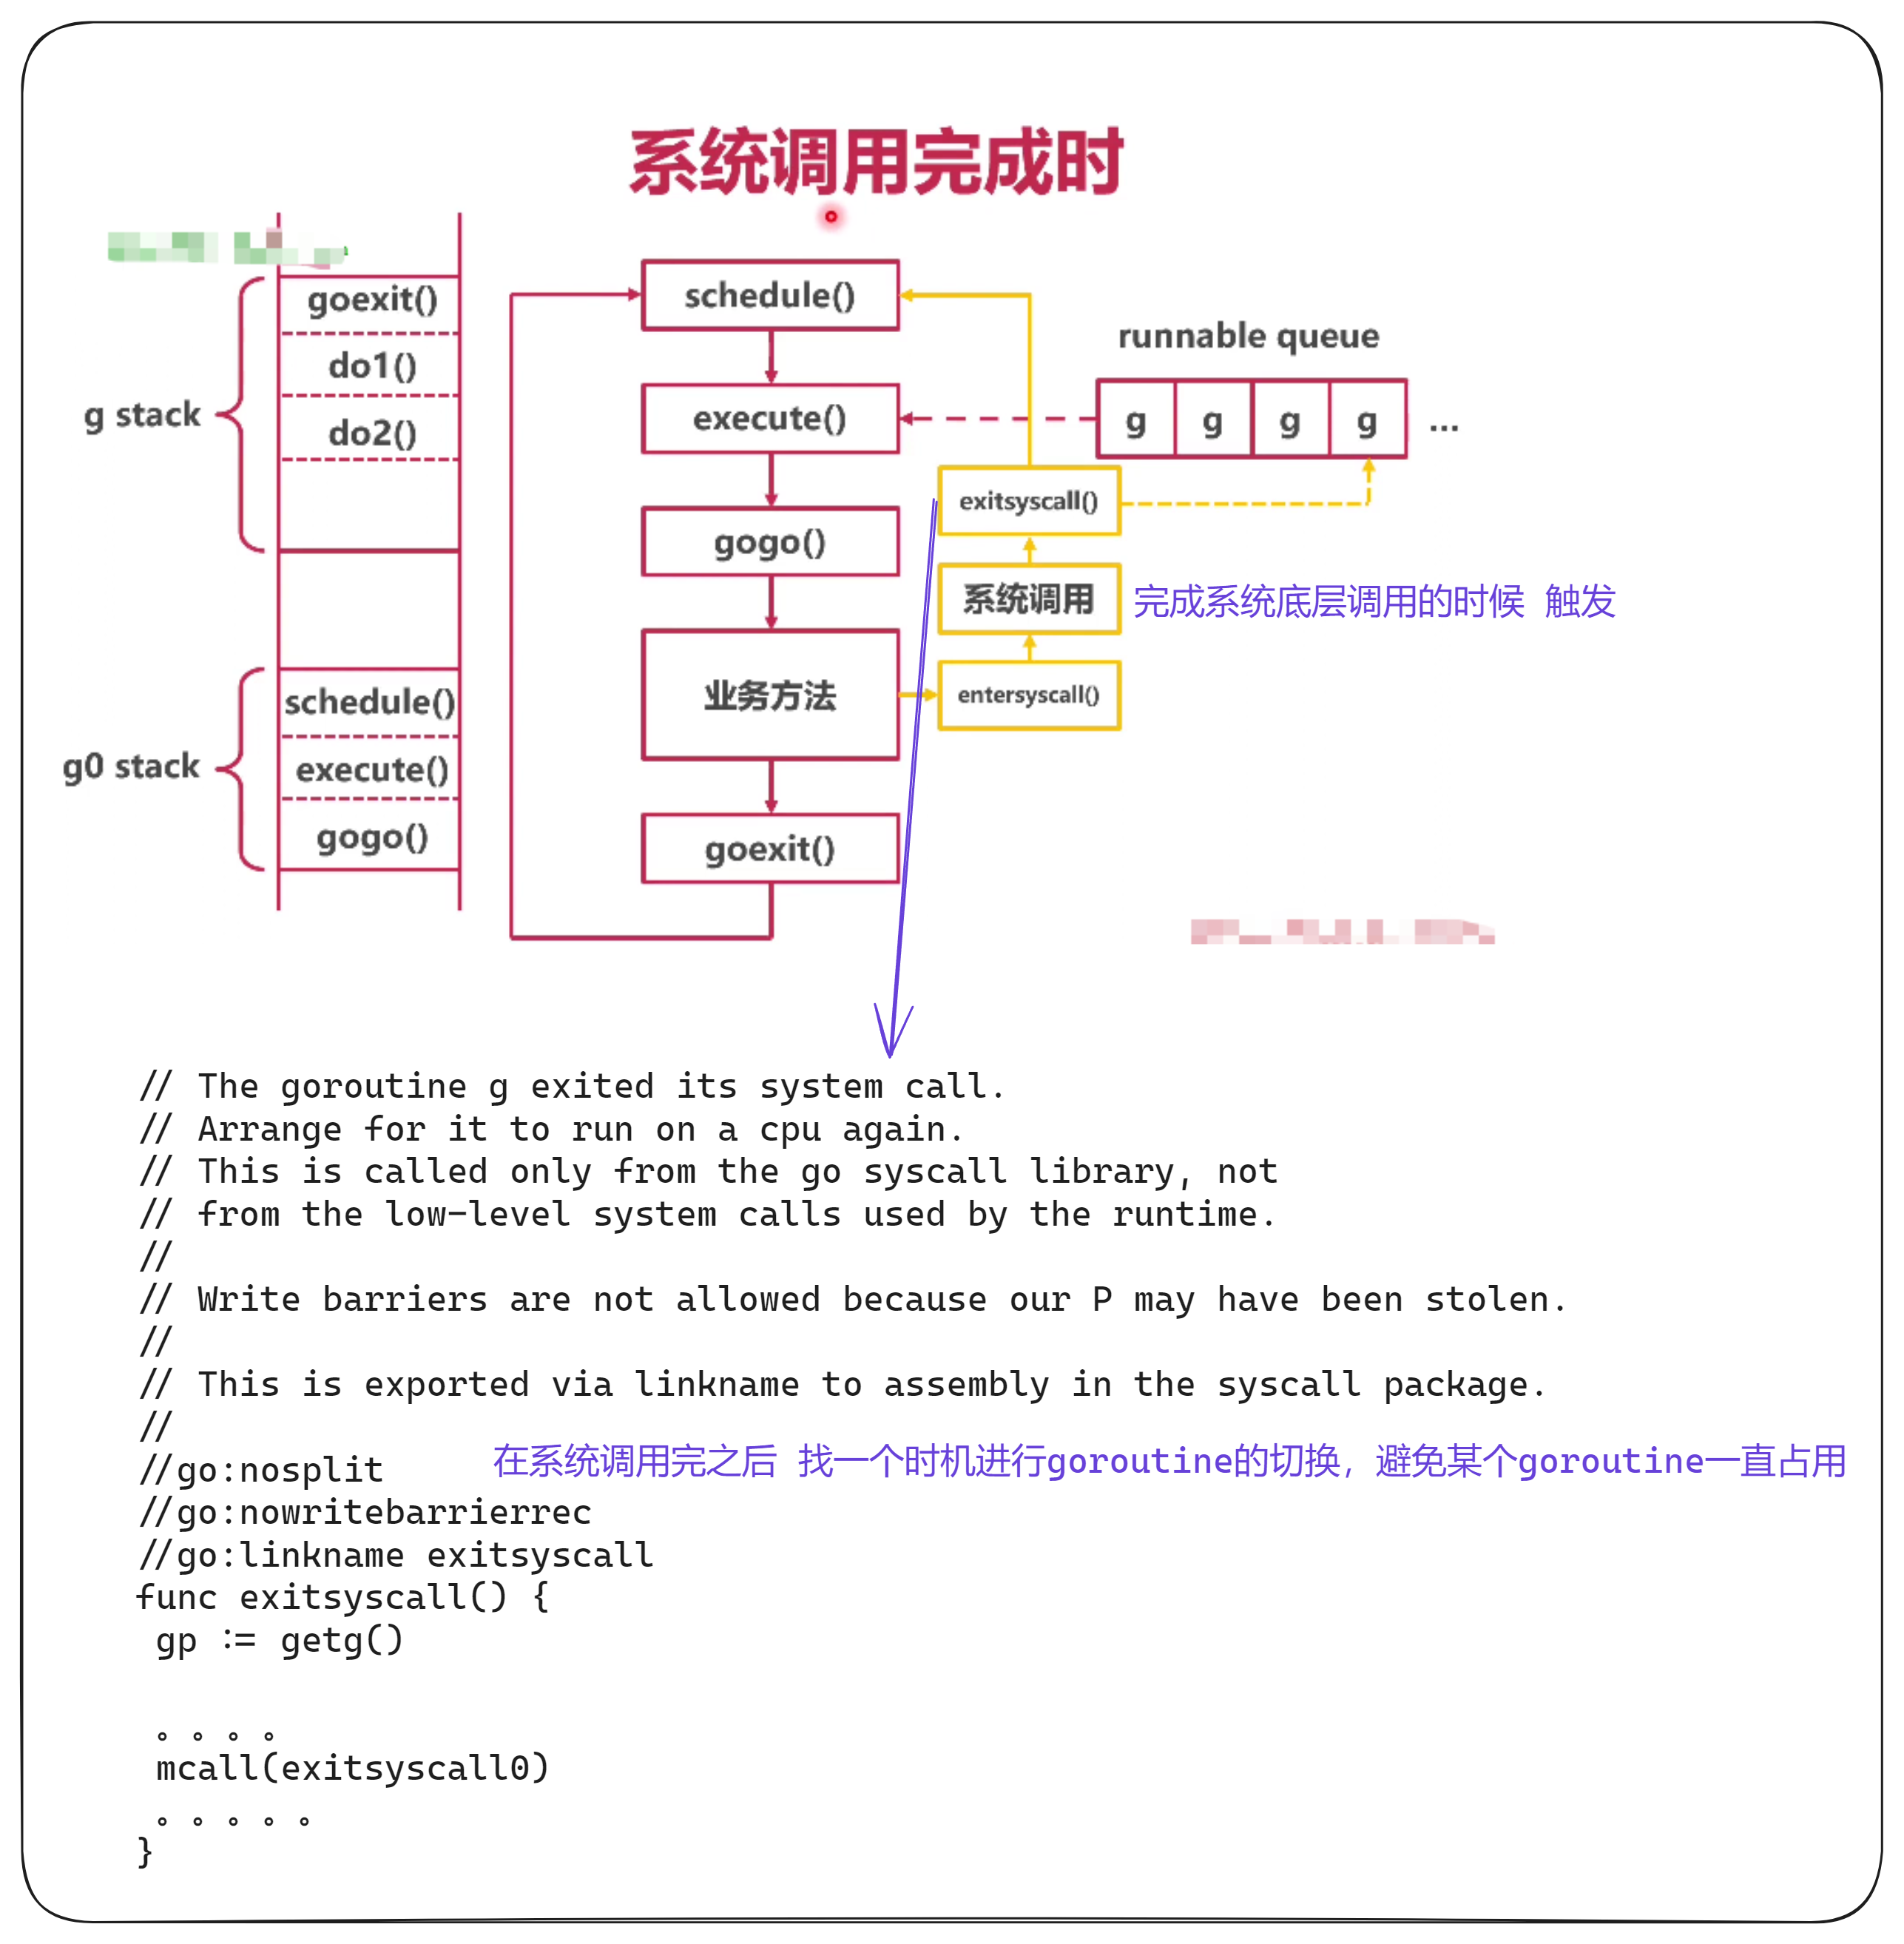 系统调用完成时
goexit()
do1()
do2()
g stack
schedule()
execute()
gogo()
g0 stack
schedule()
execute()
gogo()
业务方法
goexit()
runnable queue
g g g g ...
exitsyscall()
系统调用
完成系统底层调用的时候 触发
entersyscall()
// The goroutine g exited its system call.
// Arrange for it to run on a cpu again.
// This is called only from the go syscall library, not
// from the low-level system calls used by the runtime.
//
// Write barriers are not allowed because our P may have been stolen.
//
// This is exported via linkname to assembly in the syscall package.
//
//go:nosplit
在系统调用完之后 找一个时机进行goroutine的切换，避免某个goroutine一直占用
//go:nowritebarrierrec
//go:linkname exitsyscall
func exitsyscall() {
gp := getg()
。。。。
mcall(exitsyscall0)
。。。。。
}